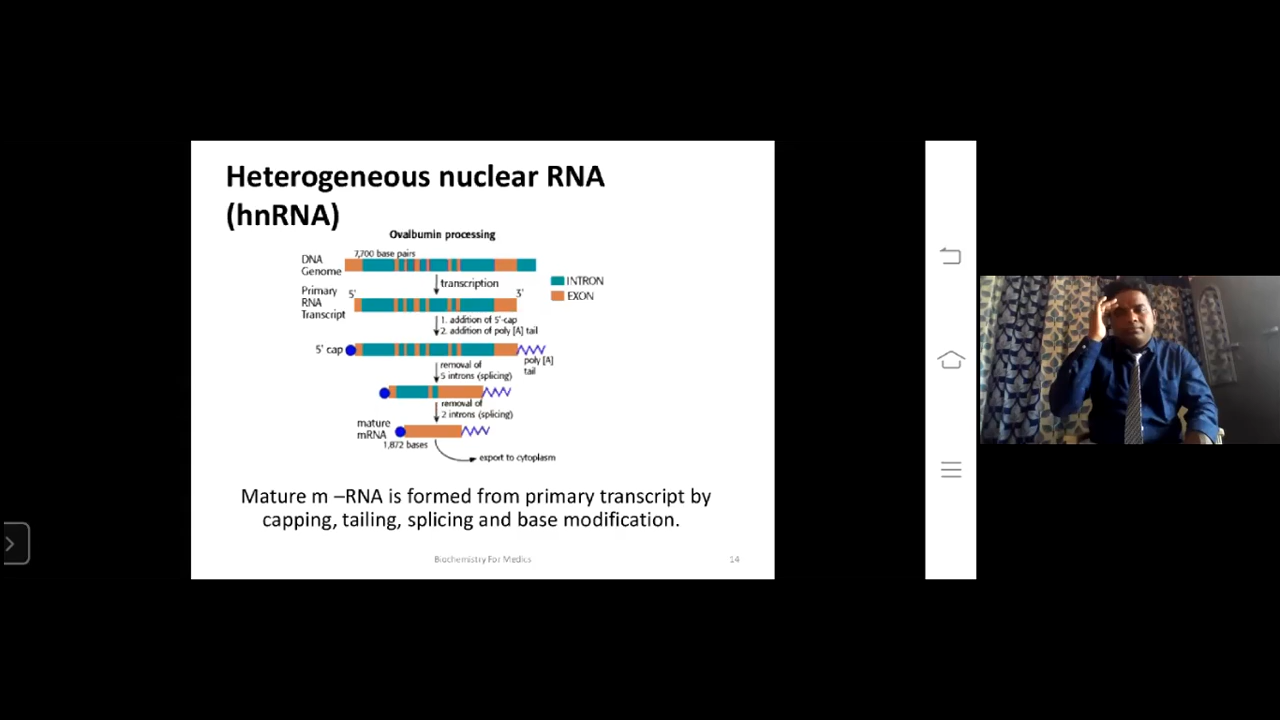 Heterogeneous nuclear RNA
(hnRNA)
Ovalbumin processing
7,700 base pairs
DNA
Genome
transcription
INTRON
EXON
Primary
RNA
Transcript
5'
3'
1. addition of 5'-cap
2. addition of poly [A] tail
5' cap
poly [A]
tail
removal of
5 introns (splicing)
removal of
2 introns (splicing)
mature
mRNA
1,872 bases
export to cytoplasm
Mature m –RNA is formed from primary transcript by
capping, tailing, splicing and base modification.
Biochemistry For Medics
14